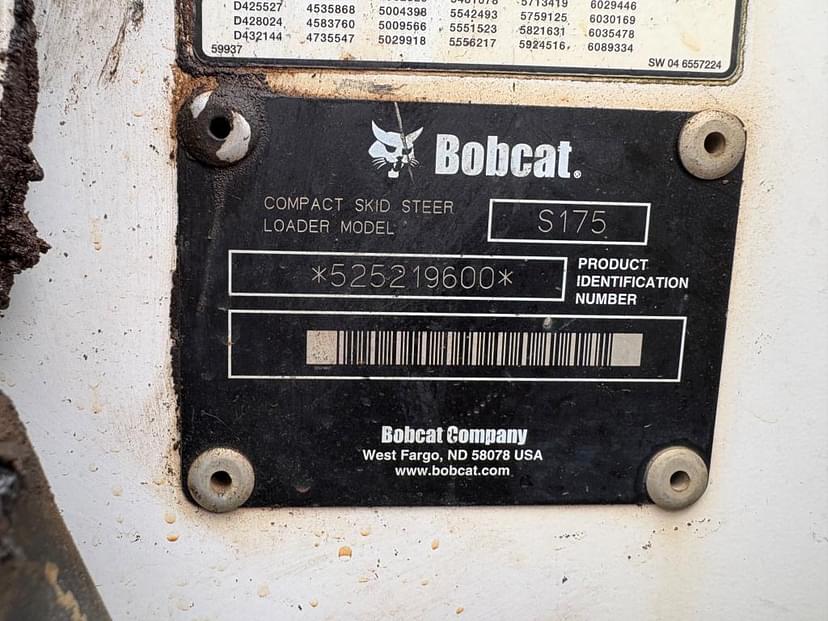 D425527 4535868 5004398 5542493 5759125 6030169
D428024 4583760 5009566 5551523 5821631 6035478
D432144 4735547 5029918 5556217 5924516 6089334
59937
SW 04 6557224
Bobcat®
COMPACT SKID STEER
LOADER MODEL
S175
*525219600*
PRODUCT
IDENTIFICATION
NUMBER
Bobcat Company
West Fargo, ND 58078 USA
www.bobcat.com